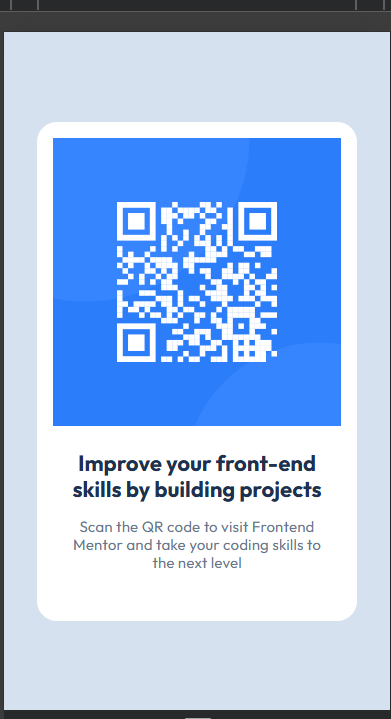 Improve your front-end
skills by building projects
Scan the QR code to visit Frontend
Mentor and take your coding skills to
the next level